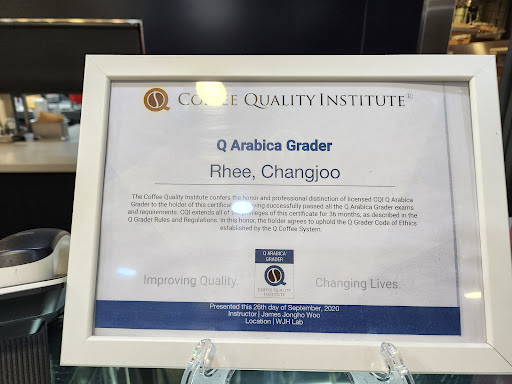 COFFEE QUALITY INSTITUTE®
Q Arabica Grader
Rhee, Changjoo
The Coffee Quality Institute confers the honor and professional distinction of licensed CQI Q Arabica
Grader to the holder of this certificate having successfully passed all the Q Arabica Grader exams
and requirements. CQI extends all of the privileges of this certificate for 36 months, as described in the
Q Grader Rules and Regulations. In this honor, the holder agrees to uphold the Q Grader Code of Ethics
established by the Q Coffee System.
Q ARABICA
GRADER
Improving Quality.
Changing Lives.
COFFEE QUALITY
INSTITUTE
Presented this 26th day of September, 2020
Instructor | James Jongho Woo
Location | WJH Lab